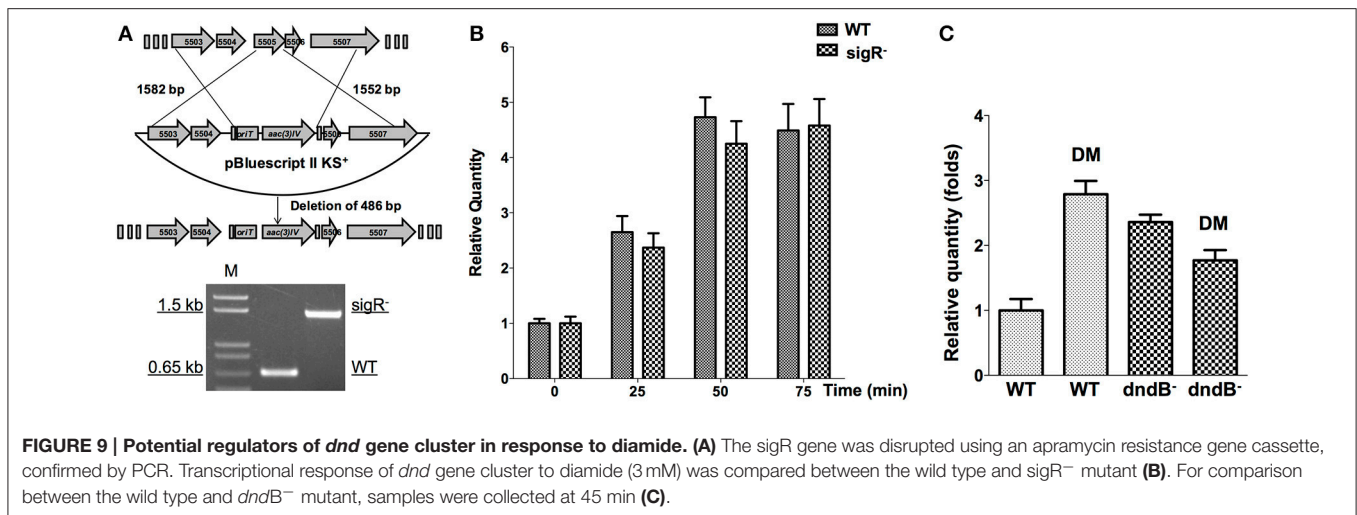 A
5503 5504 5505 5506 5507
1582 bp 1552 bp
5503 5504 oriT aac(3)IV 5506 5507
pBluescript II KS+
Deletion of 486 bp
5503 5504 oriT aac(3)IV 5506 5507
M
1.5 kb sigR-
0.65 kb WT
B
WT
sigR-
Relative Quantity
6
5
4
3
2
1
0
0 25 50 75 Time (min)
C
Relative quantity (folds)
4
3
2
1
0
DM
DM
WT WT dndB- dndB-
FIGURE 9 | Potential regulators of dnd gene cluster in response to diamide. (A) The sigR gene was disrupted using an apramycin resistance gene cassette,
confirmed by PCR. Transcriptional response of dnd gene cluster to diamide (3 mM) was compared between the wild type and sigR− mutant (B). For comparison
between the wild type and dndB− mutant, samples were collected at 45 min (C).